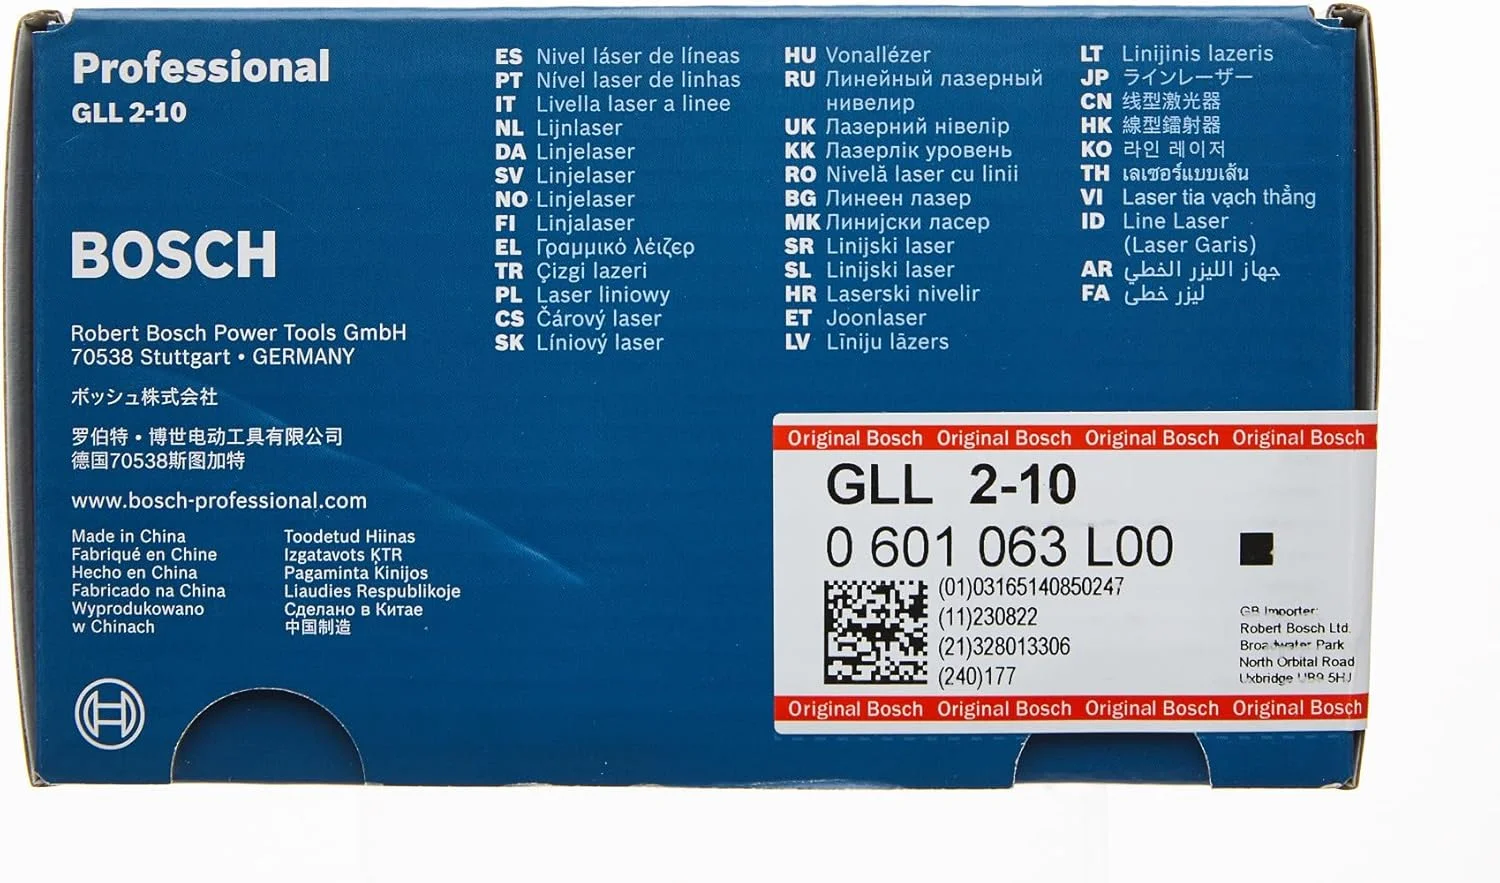 Professional
GLL 2-10
BOSCH
Robert Bosch Power Tools GmbH
70538 Stuttgart • GERMANY
ボッシュ株式会社
罗伯特・博世电动工具有限公司
德国70538斯图加特
www.bosch-professional.com
Made in China
Fabriqué en Chine
Hecho en China
Fabricado na China
Wyprodukowano
w Chinach
Toodetud Hiinas
Izgatavots ĶTR
Pagaminta Kinijos
Liaudies Respublikoje
Сделано в Китае
中国制造
ES Nivel láser de líneas
PT Nível laser de linhas
IT Livella laser a linee
NL Lijnlaser
DA Linjelaser
SV Linjelaser
NO Linjelaser
FI Linjalaser
EL Γραμμικό λέιζερ
TR Çizgi lazeri
PL Laser liniowy
CS Čárový laser
SK Líniový laser
HU Vonallézer
RU Линейный лазерный
нивелир
UK Лазерний нівелір
KK Лазерлік уровень
RO Nivelă laser cu linii
BG Линеен лазер
MK Линијски ласер
SR Linijski laser
SL Linijski laser
HR Laserski nivelir
ET Joonlaser
LV Līniju lāzers
LT Linijinis lazeris
JP ラインレーザー
CN 线型激光器
HK 線型鐳射器
KO 라인 레이저
TH เลเซอร์แบบเส้น
VI Laser tia vạch thẳng
ID Line Laser
(Laser Garis)
AR جهاز الليزر الخطي
FA ليزر خطی
Original Bosch Original Bosch Original Bosch Original Bosch
GLL 2-10
0 601 063 L00
(01)03165140850247
(11)230822
(21)328013306
(240)177
GB Importer:
Robert Bosch Ltd.
Broadwater Park
North Orbital Road
Uxbridge UB9 5HJ
Original Bosch Original Bosch Original Bosch Original Bosch